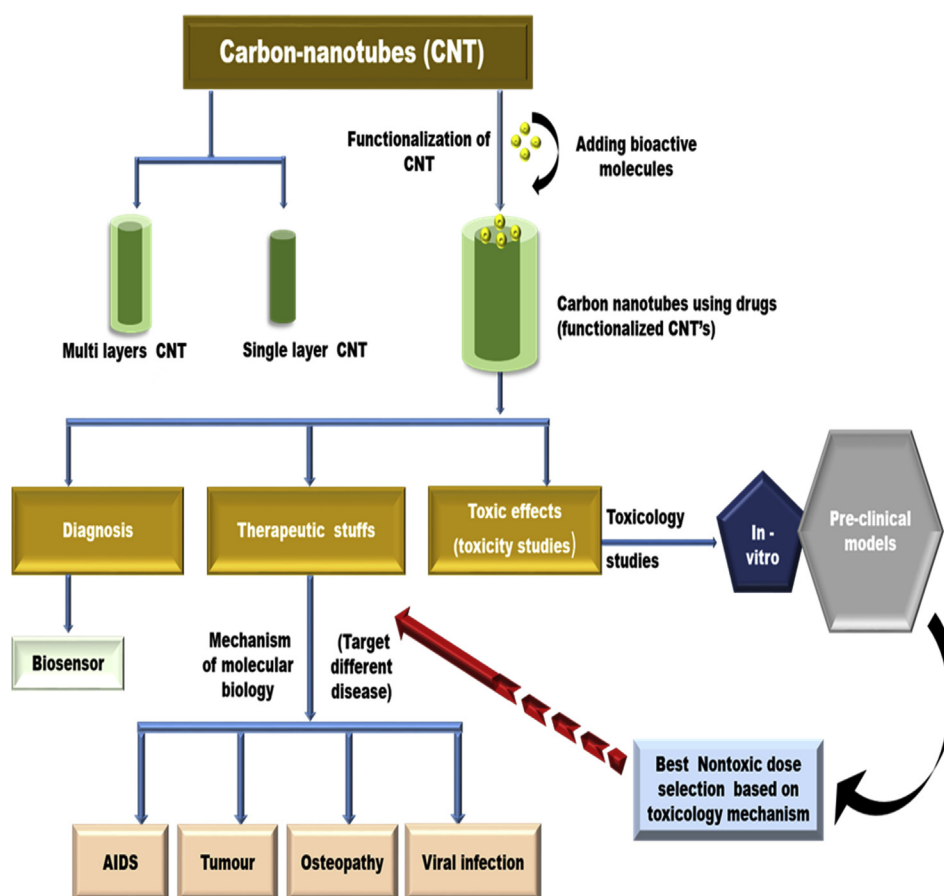 Carbon-nanotubes (CNT)
Functionalization of
CNT
Adding bioactive
molecules
Multi layers CNT
Single layer CNT
Carbon nanotubes using drugs
(functionalized CNT's)
Diagnosis
Therapeutic stuffs
Toxic effects
(toxicity studies)
Toxicology
studies
In -
vitro
Pre-clinical
models
Biosensor
Mechanism
of molecular
biology
(Target
different
disease)
Best Nontoxic dose
selection based on
toxicology mechanism
AIDS
Tumour
Osteopathy
Viral infection